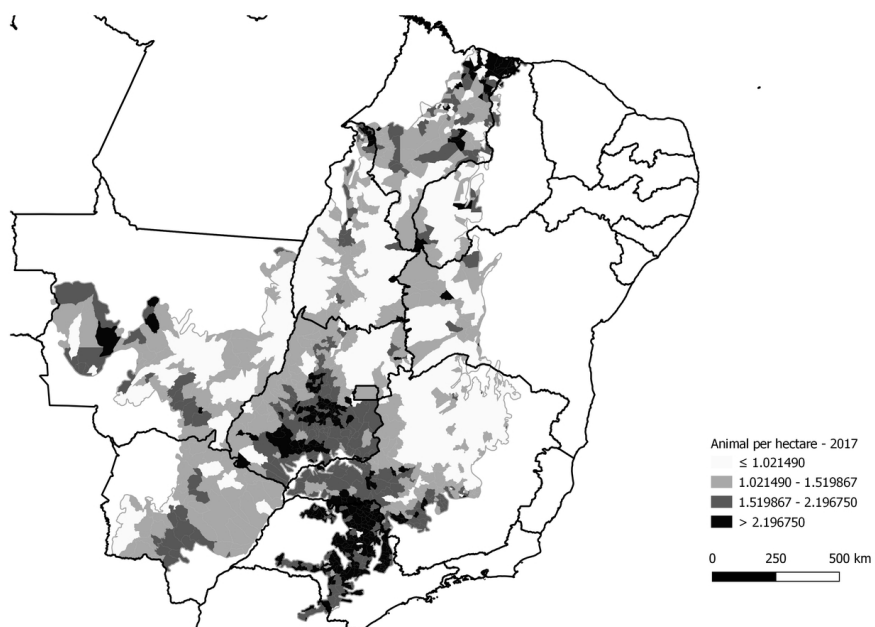 Animal per hectare - 2017
≤ 1.021490
1.021490 - 1.519867
1.519867 - 2.196750
> 2.196750
0 250 500 km